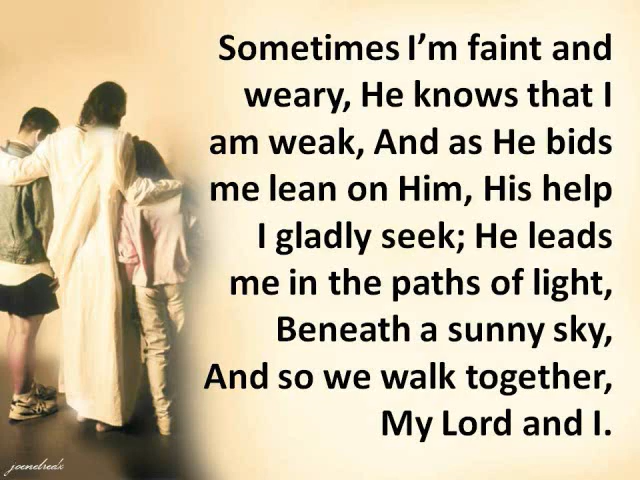 Sometimes I’m faint and
weary, He knows that I
am weak, And as He bids
me lean on Him, His help
I gladly seek; He leads
me in the paths of light,
Beneath a sunny sky,
And so we walk together,
My Lord and I.